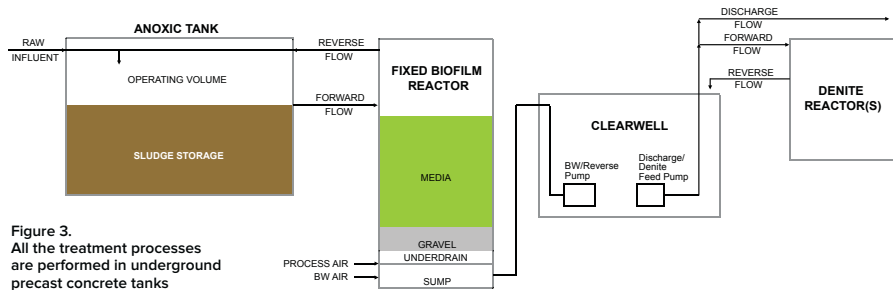 ANOXIC TANK
RAW
INFLUENT
REVERSE
FLOW
OPERATING VOLUME
FORWARD
FLOW
SLUDGE STORAGE
FIXED BIOFILM
REACTOR
MEDIA
GRAVEL
UNDERDRAIN
SUMP
PROCESS AIR
BW AIR
CLEARWELL
BW/Reverse
Pump
Discharge/
Denite
Feed Pump
DISCHARGE
FLOW
FORWARD
FLOW
REVERSE
FLOW
DENITE
REACTOR(S)
Figure 3.
All the treatment processes
are performed in underground
precast concrete tanks